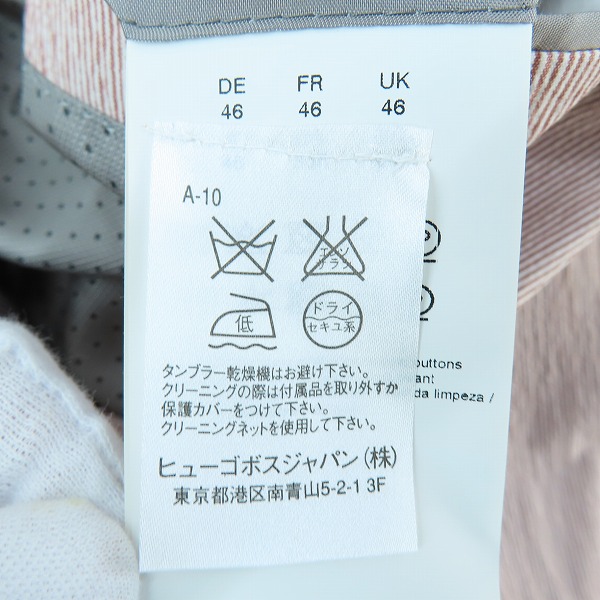 DE FR UK
46 46 46
A-10
エンソ
サラシ
低
ドライ
セキユ系
タンブラー乾燥機はお避け下さい。
クリーニングの際は付属品を取り外すか
保護カバーをつけて下さい。
クリーニングネットを使用して下さい。
ヒューゴボスジャパン(株)
東京都港区南青山5-2-1 3F
buttons
ant
da limpeza /